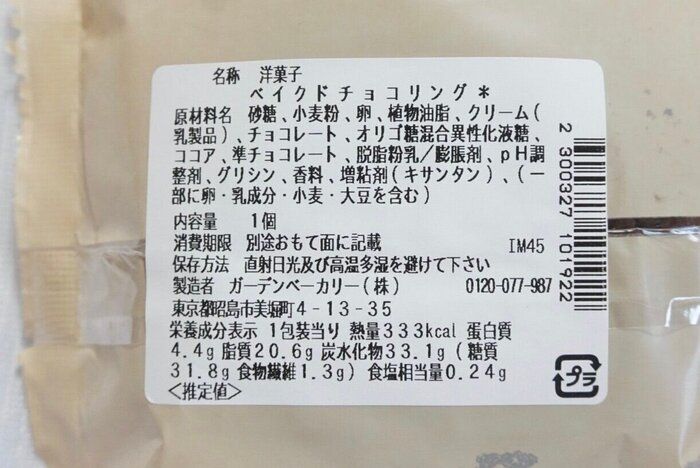 名称 洋菓子
ベイクドチョコリング*
原材料名 砂糖、小麦粉、卵、植物油脂、クリーム(
乳製品)、チョコレート、オリゴ糖混合異性化液糖、
ココア、準チョコレート、脱脂粉乳/膨脹剤、pH調
整剤、グリシン、香料、増粘剤(キサンタン)、(一
部に卵・乳成分・小麦・大豆を含む)
内容量 1個
消費期限 別途おもて面に記載 IM45
保存方法 直射日光及び高温多湿を避けて下さい
製造者 ガーデンベーカリー(株) 0120-077-987
東京都昭島市美堀町4-13-35
栄養成分表示 1包装当り 熱量333kcal 蛋白質
4.4g 脂質20.6g 炭水化物33.1g(糖質
31.8g 食物繊維1.3g) 食塩相当量0.24g
<推定値>
プラ
2 300327 101922